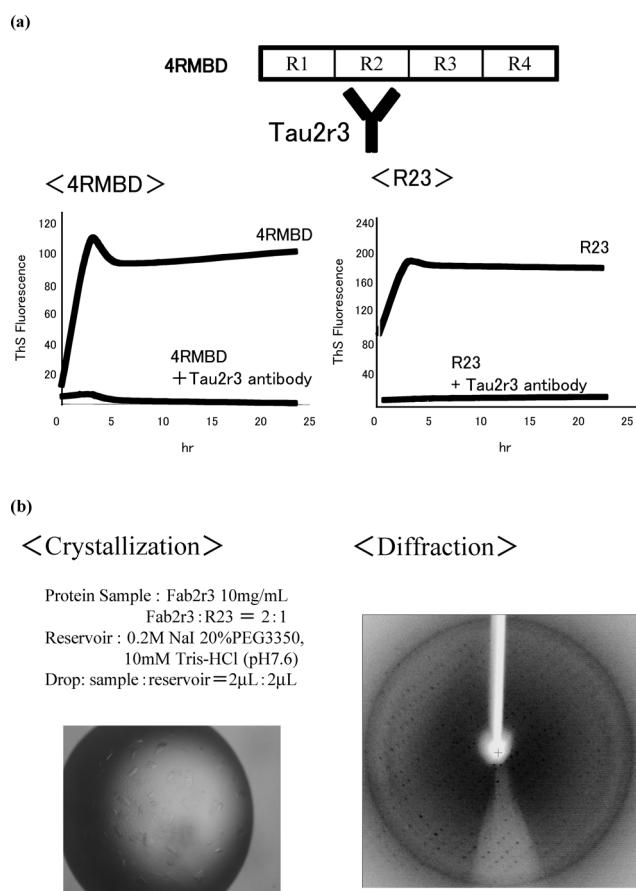 (a)
4RMBD
R1 R2 R3 R4
Tau2r3
<4RMBD>
<R23>
ThS Fluorescence
120
100
80
60
40
20
0 5 10 15 20 25
hr
4RMBD
4RMBD
+Tau2r3 antibody
ThS Fluorescence
240
200
160
120
80
40
0 5 10 15 20 25
hr
R23
R23
+ Tau2r3 antibody
(b)
<Crystallization>
<Diffraction>
Protein Sample : Fab2r3 10mg/mL
Fab2r3 : R23 = 2 : 1
Reservoir : 0.2M NaI 20%PEG3350,
10mM Tris-HCl (pH7.6)
Drop: sample : reservoir=2μL : 2μL